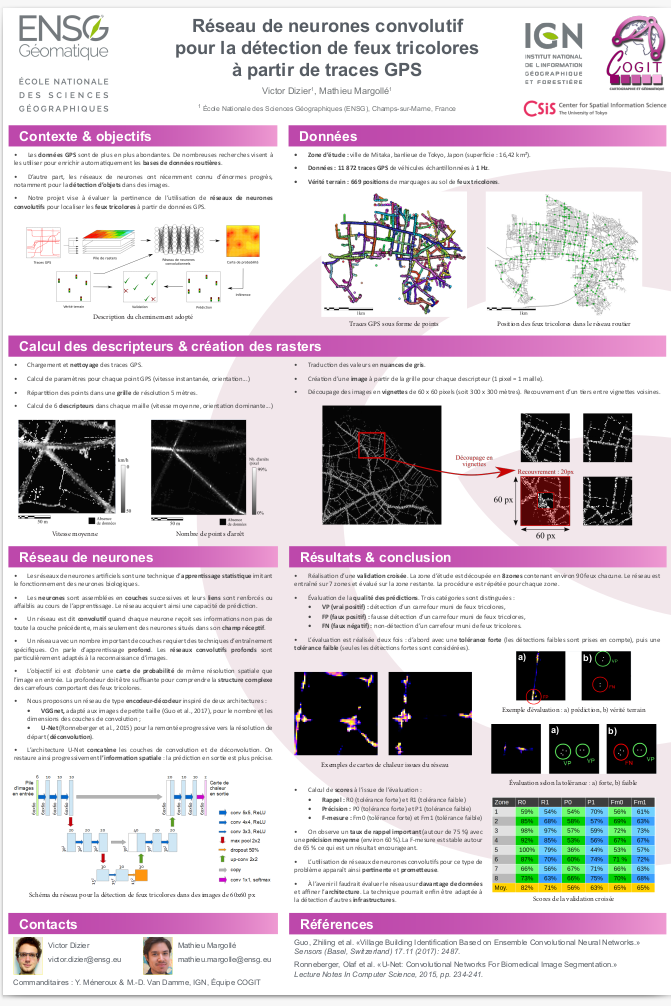 ENSG
Géomatique
ÉCOLE NATIONALE
DES SCIENCES
GÉOGRAPHIQUES
Réseau de neurones convolutif
pour la détection de feux tricolores
à partir de traces GPS
Victor Dizier¹, Mathieu Margollé¹
¹ École Nationale des Sciences Géographiques (ENSG), Champs-sur-Marne, France
IGN
INSTITUT NATIONAL
DE L'INFORMATION
GÉOGRAPHIQUE
ET FORESTIÈRE
COGIT
CSIS Center for Spatial Information Science
The University of Tokyo
Contexte & objectifs
• Les données GPS sont de plus en plus abondantes. De nombreuses recherches visent à
les utiliser pour enrichir automatiquement les bases de données routières.
• D'autre part, les réseaux de neurones ont récemment connu d'énormes progrès,
notamment pour la détection d'objets dans des images.
• Notre projet vise à évaluer la pertinence de l'utilisation de réseaux de neurones
convolutifs pour localiser les feux tricolores à partir de données GPS.
Traces GPS
Pile de rasters
Réseau de neurones
convolutionnels
Carte de probabilité
Inférence
Vérité terrain
Validation
Prédiction
Description du cheminement adopté
Données
• Zone d'étude : ville de Mitaka, banlieue de Tokyo, Japon (superficie : 16,42 km²).
• Données : 11 872 traces GPS de véhicules échantillonnées à 1 Hz.
• Vérité terrain : 669 positions de marquages au sol de feux tricolores.
Traces GPS sous forme de points
Position des feux tricolores dans le réseau routier
Calcul des descripteurs & création des rasters
• Chargement et nettoyage des traces GPS.
• Calcul de paramètres pour chaque point GPS (vitesse instantanée, orientation...)
• Répartition des points dans une grille de résolution 5 mètres.
• Calcul de 6 descripteurs dans chaque maille (vitesse moyenne, orientation dominante...)
km/h
0
50
50 m
Absence
de données
Vitesse moyenne
Nb. d'arrêts
/pixel
99%
0%
50 m
Absence
de données
Nombre de points d'arrêt
• Traduction des valeurs en nuances de gris.
• Création d'une image à partir de la grille pour chaque descripteur (1 pixel = 1 maille).
• Découpage des images en vignettes de 60 x 60 pixels (soit 300 x 300 mètres). Recouvrement d'un tiers entre vignettes voisines.
Découpage en
vignettes
Recouvrement : 20px
60 px
60 px
Réseau de neurones
• Les réseaux de neurones artificiels sont une technique d'apprentissage statistique imitant
le fonctionnement des neurones biologiques.
• Les neurones sont assemblées en couches successives et leurs liens sont renforcés ou
affaiblis au cours de l'apprentissage. Le réseau acquiert ainsi une capacité de prédiction.
• Un réseau est dit convolutif quand chaque neurone reçoit ses informations non pas de
toute la couche précédente, mais seulement des neurones situés dans son champ réceptif.
• Un réseau avec un nombre important de couches requiert des techniques d'entraînement
spécifiques. On parle d'apprentissage profond. Les réseaux convolutifs profonds sont
particulièrement adaptés à la reconnaissance d'images.
• L'objectif ici est d'obtenir une carte de probabilité de même résolution spatiale que
l'image en entrée. La profondeur doit être suffisante pour comprendre la structure complexe
des carrefours comportant des feux tricolores.
• Nous proposons un réseau de type encodeur-décodeur inspiré de deux architectures :
• VGGnet, adapté aux images de petite taille (Guo et al., 2017), pour le nombre et les
dimensions des couches de convolution ;
• U-Net (Ronneberger et al., 2015) pour la remontée progressive vers la résolution de
départ (déconvolution).
• L'architecture U-Net concatène les couches de convolution et de déconvolution. On
restaure ainsi progressivement l'information spatiale : la prédiction en sortie est plus précise.
Pile
d'images
en entrée
Carte de
chaleur
en sortie
conv 5x5, ReLU
conv 4x4, ReLU
conv 3x3, ReLU
max pool 2x2
dropout 50%
up-conv 2x2
copy
conv 1x1, softmax
Schéma du réseau pour la détection de feux tricolores dans des images de 60x60 px
Résultats & conclusion
• Réalisation d'une validation croisée. La zone d'étude est découpée en 8 zones contenant environ 90 feux chacune. Le réseau est
entraîné sur 7 zones et évalué sur la zone restante. La procédure est répétée pour chaque zone.
• Évaluation de la qualité des prédictions. Trois catégories sont distinguées :
• VP (vrai positif) : détection d'un carrefour muni de feux tricolores,
• FP (faux positif) : fausse détection d'un carrefour muni de feux tricolores,
• FN (faux négatif) : non-détection d'un carrefour muni de feux tricolores.
• L'évaluation est réalisée deux fois : d'abord avec une tolérance forte (les détections faibles sont prises en compte), puis une
tolérance faible (seules les détections fortes sont considérées).
Exemples de cartes de chaleur issues du réseau
a)
b)
VP
FN
Exemple d'évaluation : a) prédiction, b) vérité terrain
a)
b)
VP
VP
FN
VP
Évaluation selon la tolérance : a) forte, b) faible
• Calcul de scores à l'issue de l'évaluation :
• Rappel : R0 (tolérance forte) et R1 (tolérance faible)
• Précision : P0 (tolérance forte) et P1 (tolérance faible)
• F-mesure : Fm0 (tolérance forte) et Fm1 (tolérance faible)
• On observe un taux de rappel important (autour de 75 %) avec
une précision moyenne (environ 60 %). La F-mesure est stable autour
de 65 % ce qui est un résultat encourageant.
• L'utilisation de réseaux de neurones convolutifs pour ce type de
problème apparaît ainsi pertinente et prometteuse.
• À l'avenir il faudrait évaluer le réseau sur davantage de données
et affiner l'architecture. La technique pourrait enfin être adaptée à
la détection d'autres infrastructures.
Zone R0 R1 P0 P1 Fm0 Fm1
1 59% 54% 54% 70% 56% 61%
2
3 98% 97% 57% 59% 72% 73%
4 92% 85% 53% 56% 67% 67%
5 100% 79% 36% 44% 53% 57%
6 87% 70% 60% 74% 71 % 72%
7 66% 56% 67% 71% 66% 63%
8 73% 63% 68% 75% 70% 68%
Moy. 82% 71% 56% 63% 65% 65%
Scores de la validation croisée
Contacts
Victor Dizier
victor.dizier@ensg.eu
Mathieu Margollé
mathieu.margolle@ensg.eu
Commanditaires : Y. Méneroux & M.-D. Van Damme, IGN, Équipe COGIT
Références
Guo, Zhiling et al. «Village Building Identification Based on Ensemble Convolutional Neural Networks.»
Sensors (Basel, Switzerland) 17.11 (2017): 2487.
Ronneberger, Olaf et al. « U-Net: Convolutional Networks For Biomedical Image Segmentation.»
Lecture Notes In Computer Science, 2015, pp. 234-241.